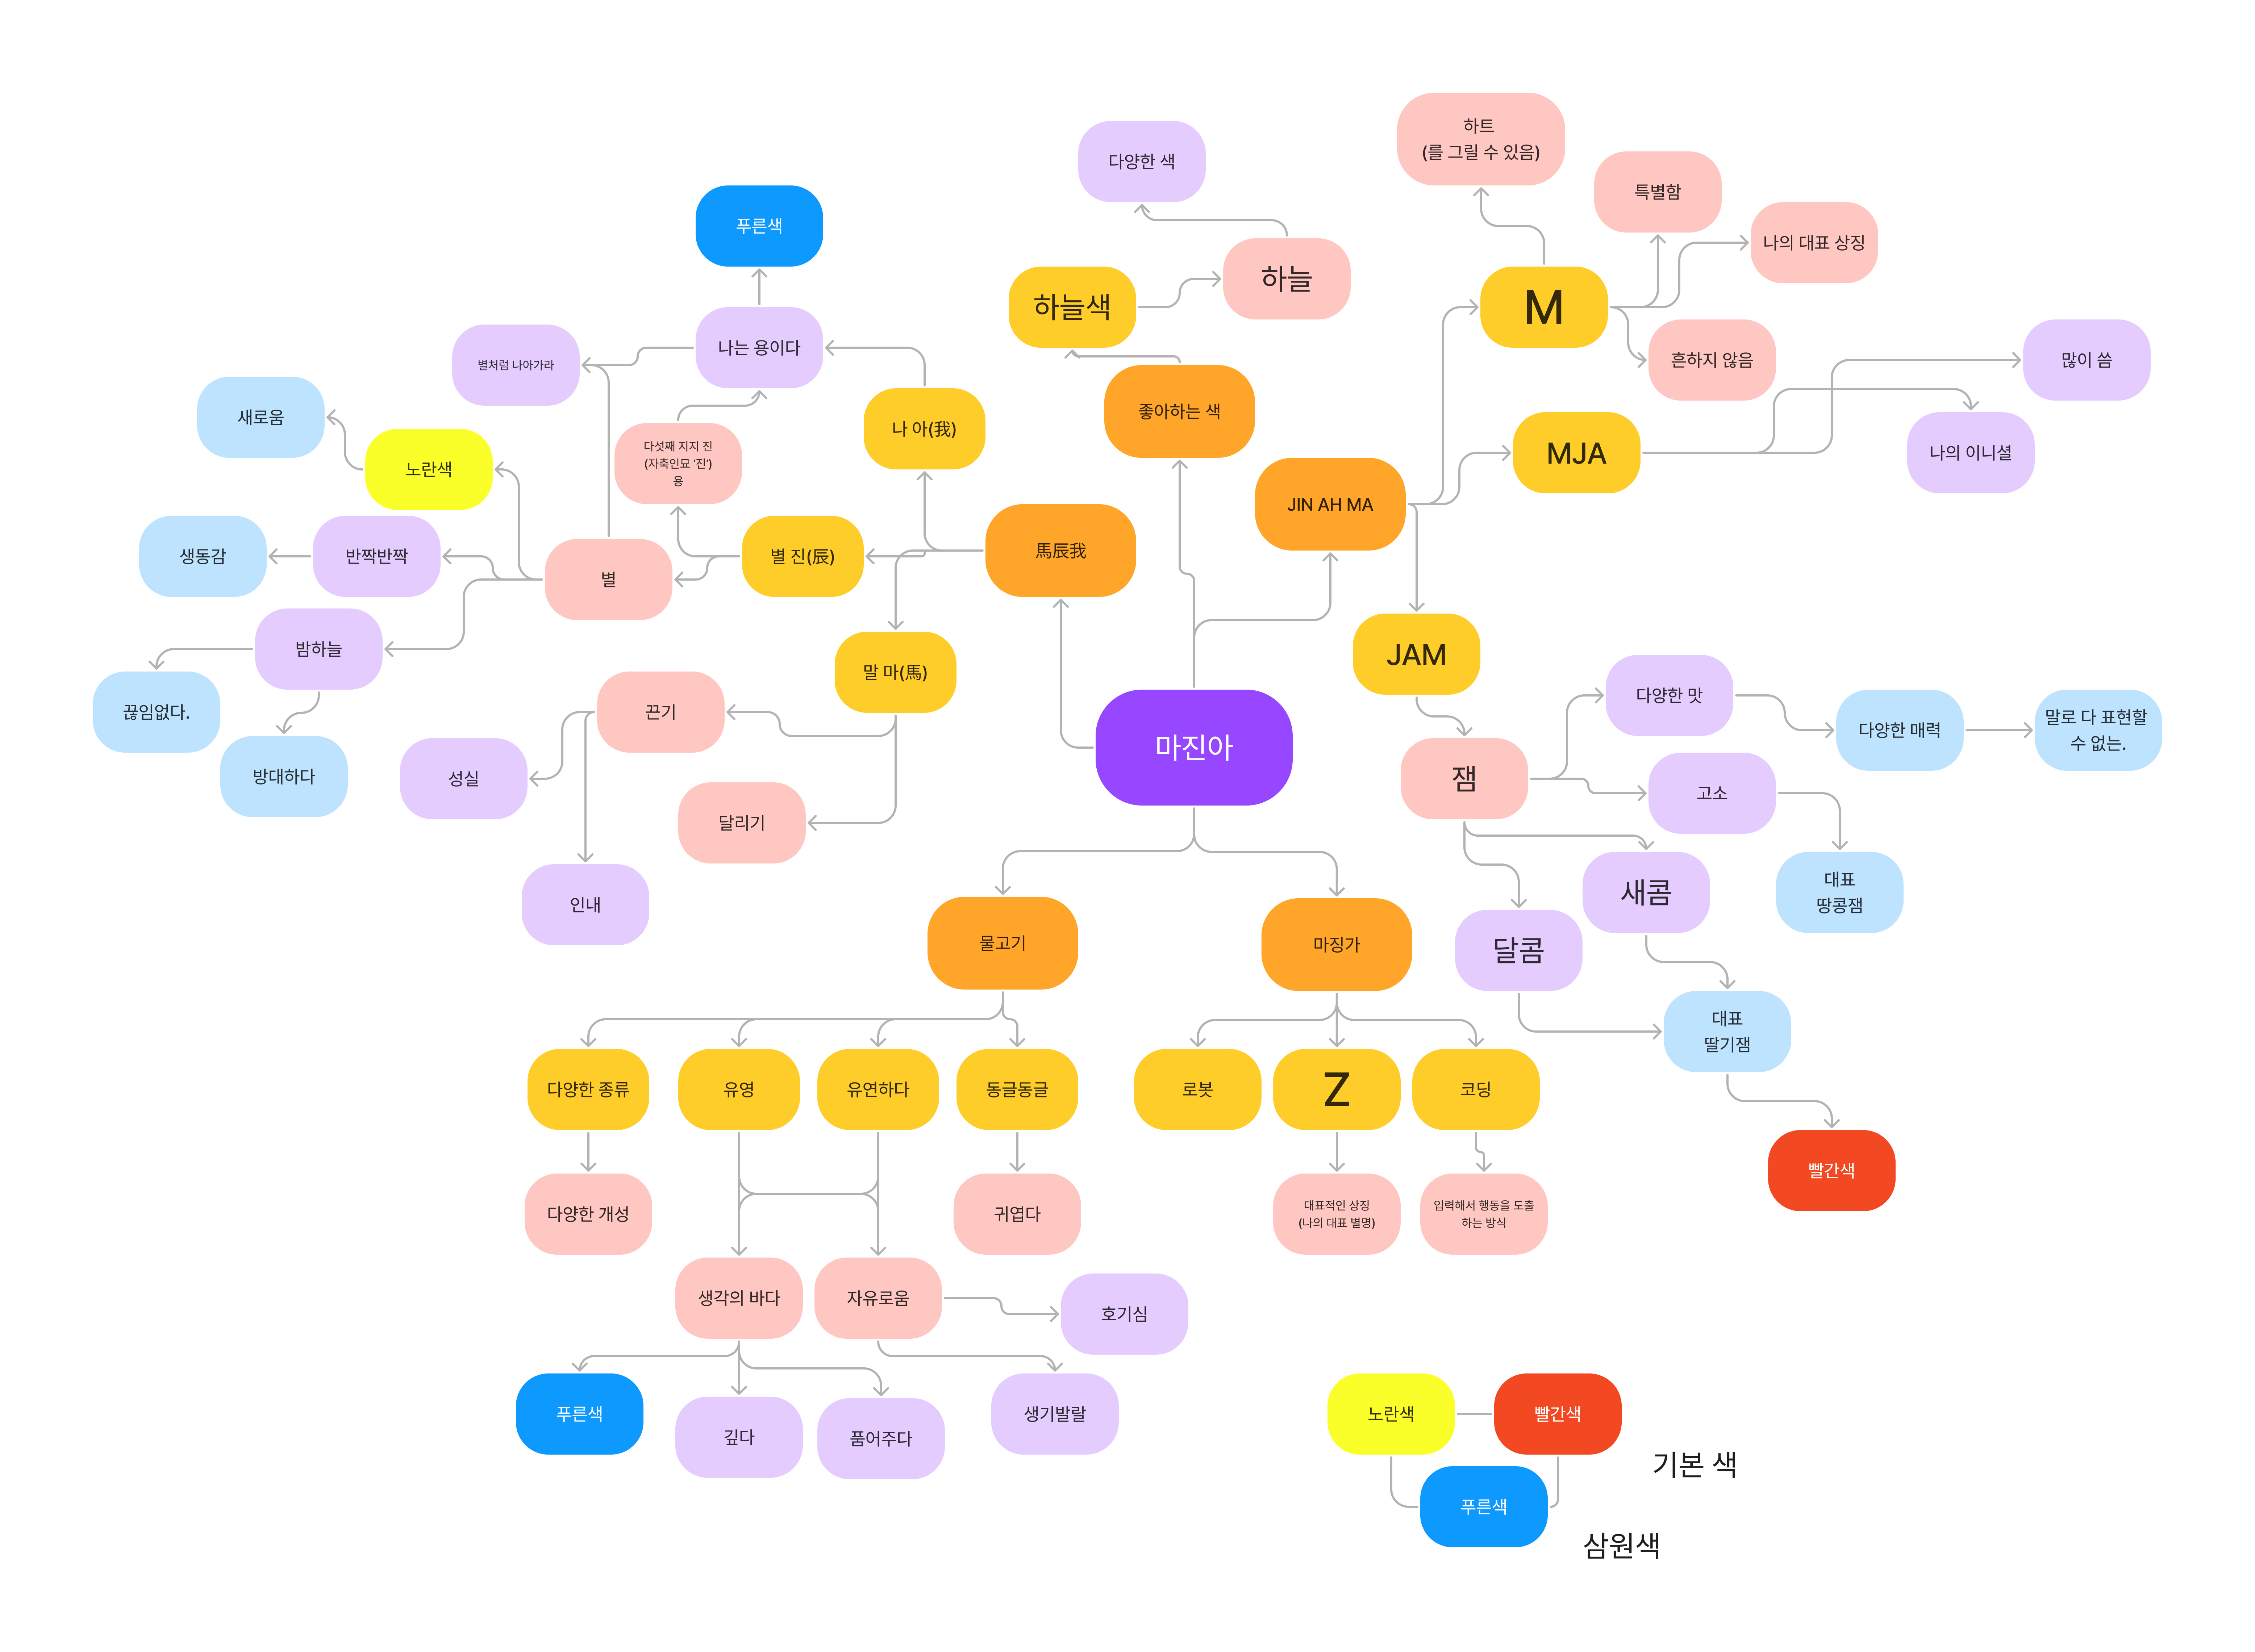 하트
(를 그릴 수 있음)
다양한 색
특별함
푸른색
나의 대표 상징
하늘
하늘색
M
나는 용이다
별처럼 나아가라
흔하지 않음
많이 씀
새로움
좋아하는 색
나 아(我)
노란색
다섯째 지지 진
(자축인묘 '진')
용
MJA
나의 이니셜
JIN AH MA
생동감
반짝반짝
별
별 진(辰)
馬辰我
밤하늘
말 마(馬)
JAM
끊임없다.
끈기
다양한 맛
다양한 매력
말로 다 표현할
수 없는.
방대하다
성실
마진아
잼
고소
달리기
인내
새콤
대표
땅콩잼
물고기
마징가
달콤
대표
딸기잼
다양한 종류
유영
유연하다
동글동글
로봇
Z
코딩
빨간색
다양한 개성
귀엽다
대표적인 상징
(나의 대표 별명)
입력해서 행동을 도출
하는 방식
생각의 바다
자유로움
호기심
푸른색
깊다
품어주다
생기발랄
노란색
빨간색
기본 색
푸른색
삼원색